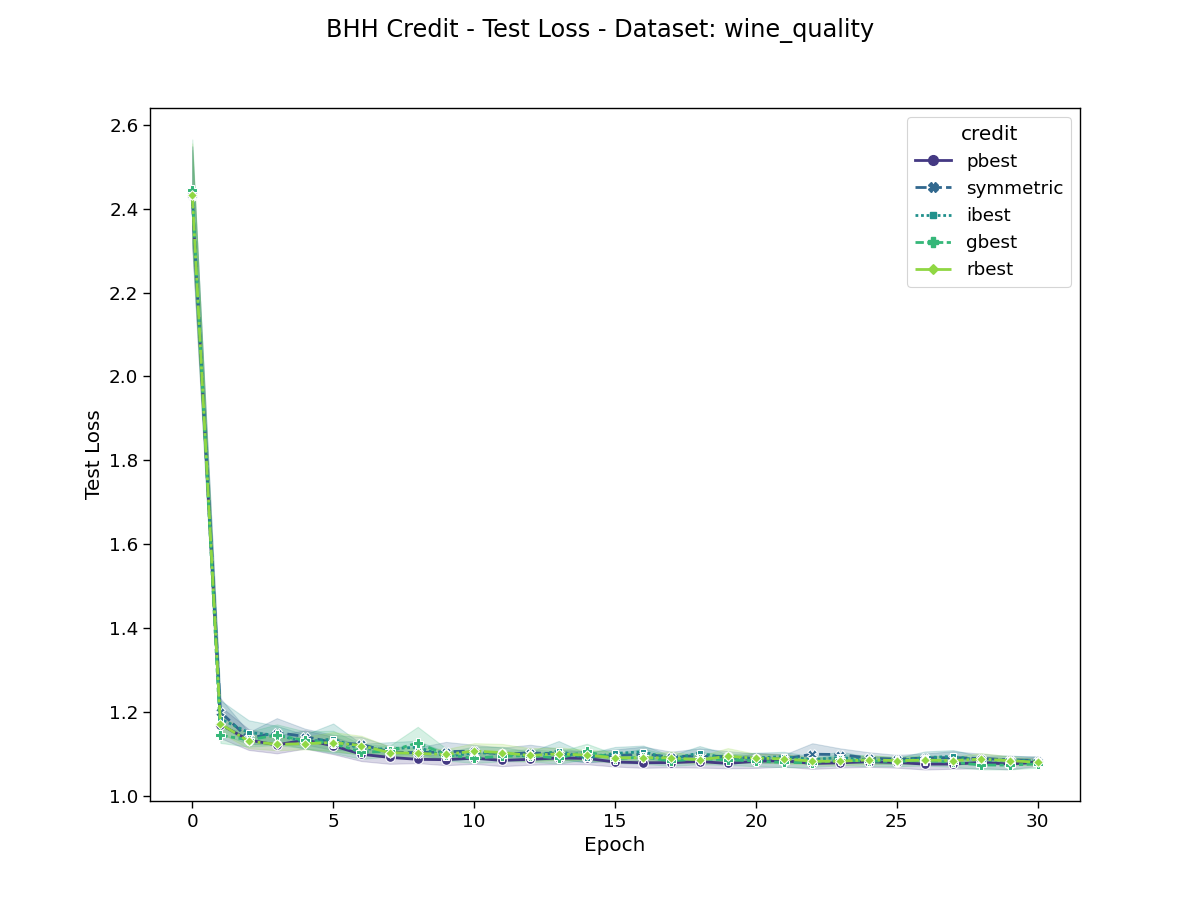 BHH Credit - Test Loss - Dataset: wine_quality
credit
pbest
symmetric
ibest
gbest
rbest
2.6
2.4
2.2
2.0
1.8
1.6
1.4
1.2
1.0
Test Loss
0 5 10 15 20 25 30
Epoch